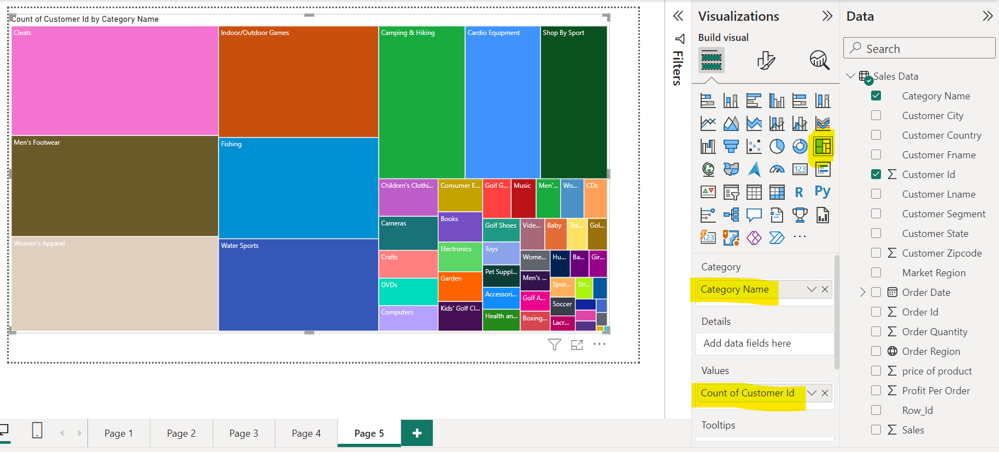 Count of Customer Id by Category Name
Cleats
Men's Footwear
Women's Apparel
Indoor/Outdoor Games
Fishing
Water Sports
Camping & Hiking
Cardio Equipment
Shop By Sport
Children's Clothi...
Cameras
Crafts
DVDs
Computers
Consumer E...
Books
Electronics
Garden
Kids' Golf Cl...
Golf G...
Music
Men'...
Wo...
CDs
Golf Shoes
Toys
Pet Suppl...
Accessori...
Health an...
Vide...
Baby
Tra...
Gol...
Wome...
Men's ...
Golf A...
Boxing...
Hu...
Ba...
Gir...
Spor...
Str...
Soccer
Lacr...
Page 1
Page 2
Page 3
Page 4
Page 5
+
Filters
Visualizations
Build visual
123
R
Py
123
Category
Category Name
Details
Add data fields here
Values
Count of Customer Id
Tooltips
Data
Search
Sales Data
Category Name
Customer City
Customer Country
Customer Fname
Σ Customer Id
Customer Lname
Customer Segment
Customer State
Σ Customer Zipcode
Market Region
Order Date
Σ Order Id
Σ Order Quantity
Order Region
Σ price of product
Σ Profit Per Order
Row_Id
Σ Sales